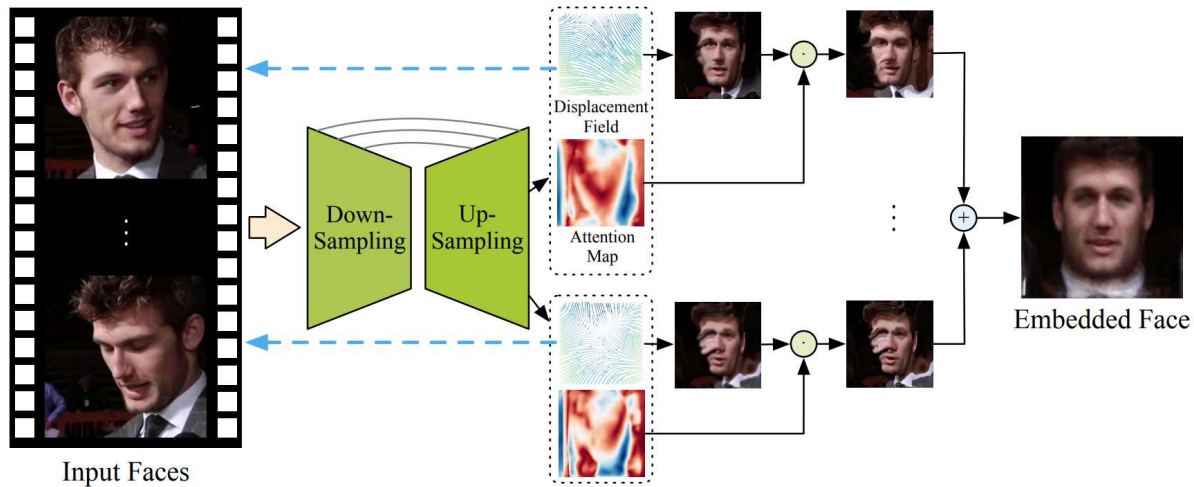 Displacement
Field
Down-
Sampling
Up-
Sampling
Attention
Map
Embedded Face
Input Faces